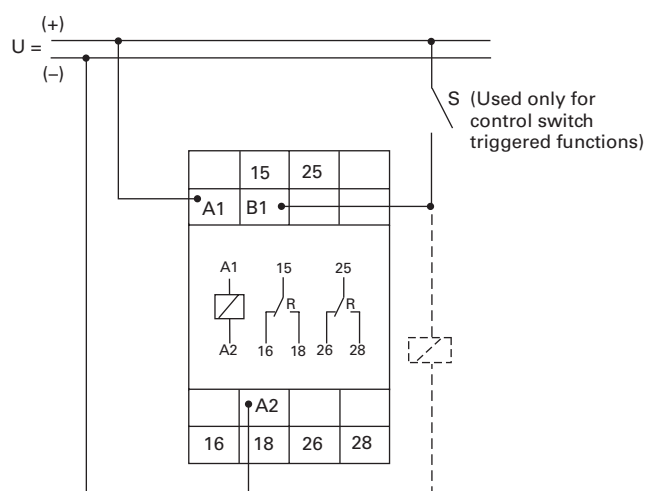 (+)
U =
(–)
S (Used only for
control switch
triggered functions)
15 25
A1 B1
A1 15 25
R R
A2 16 18 26 28
A2
16 18 26 28